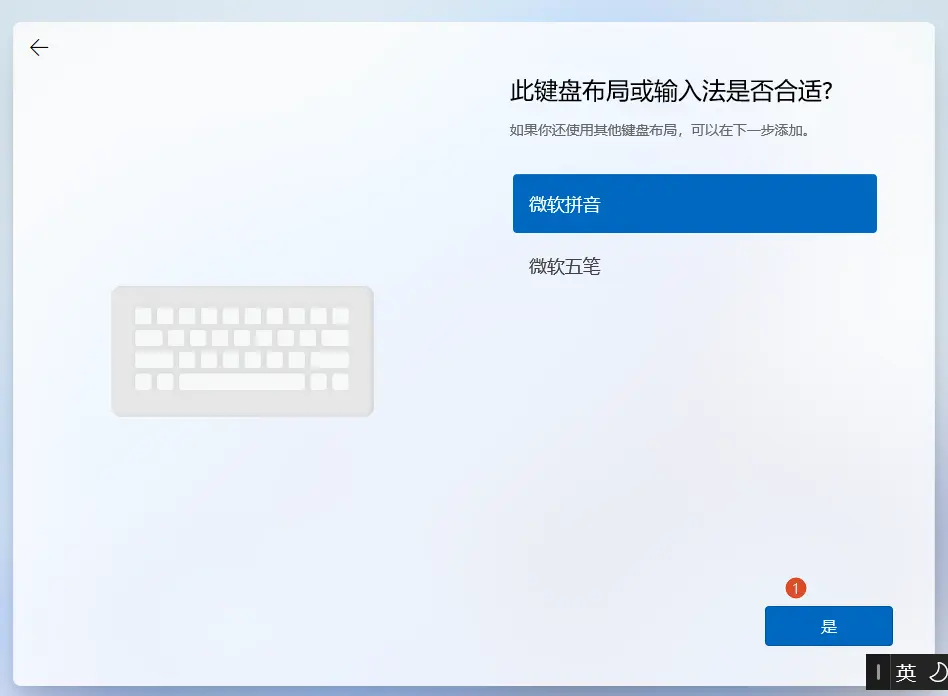 此键盘布局或输入法是否合适?
如果你还使用其他键盘布局，可以在下一步添加。
微软拼音
微软五笔
1
是
英